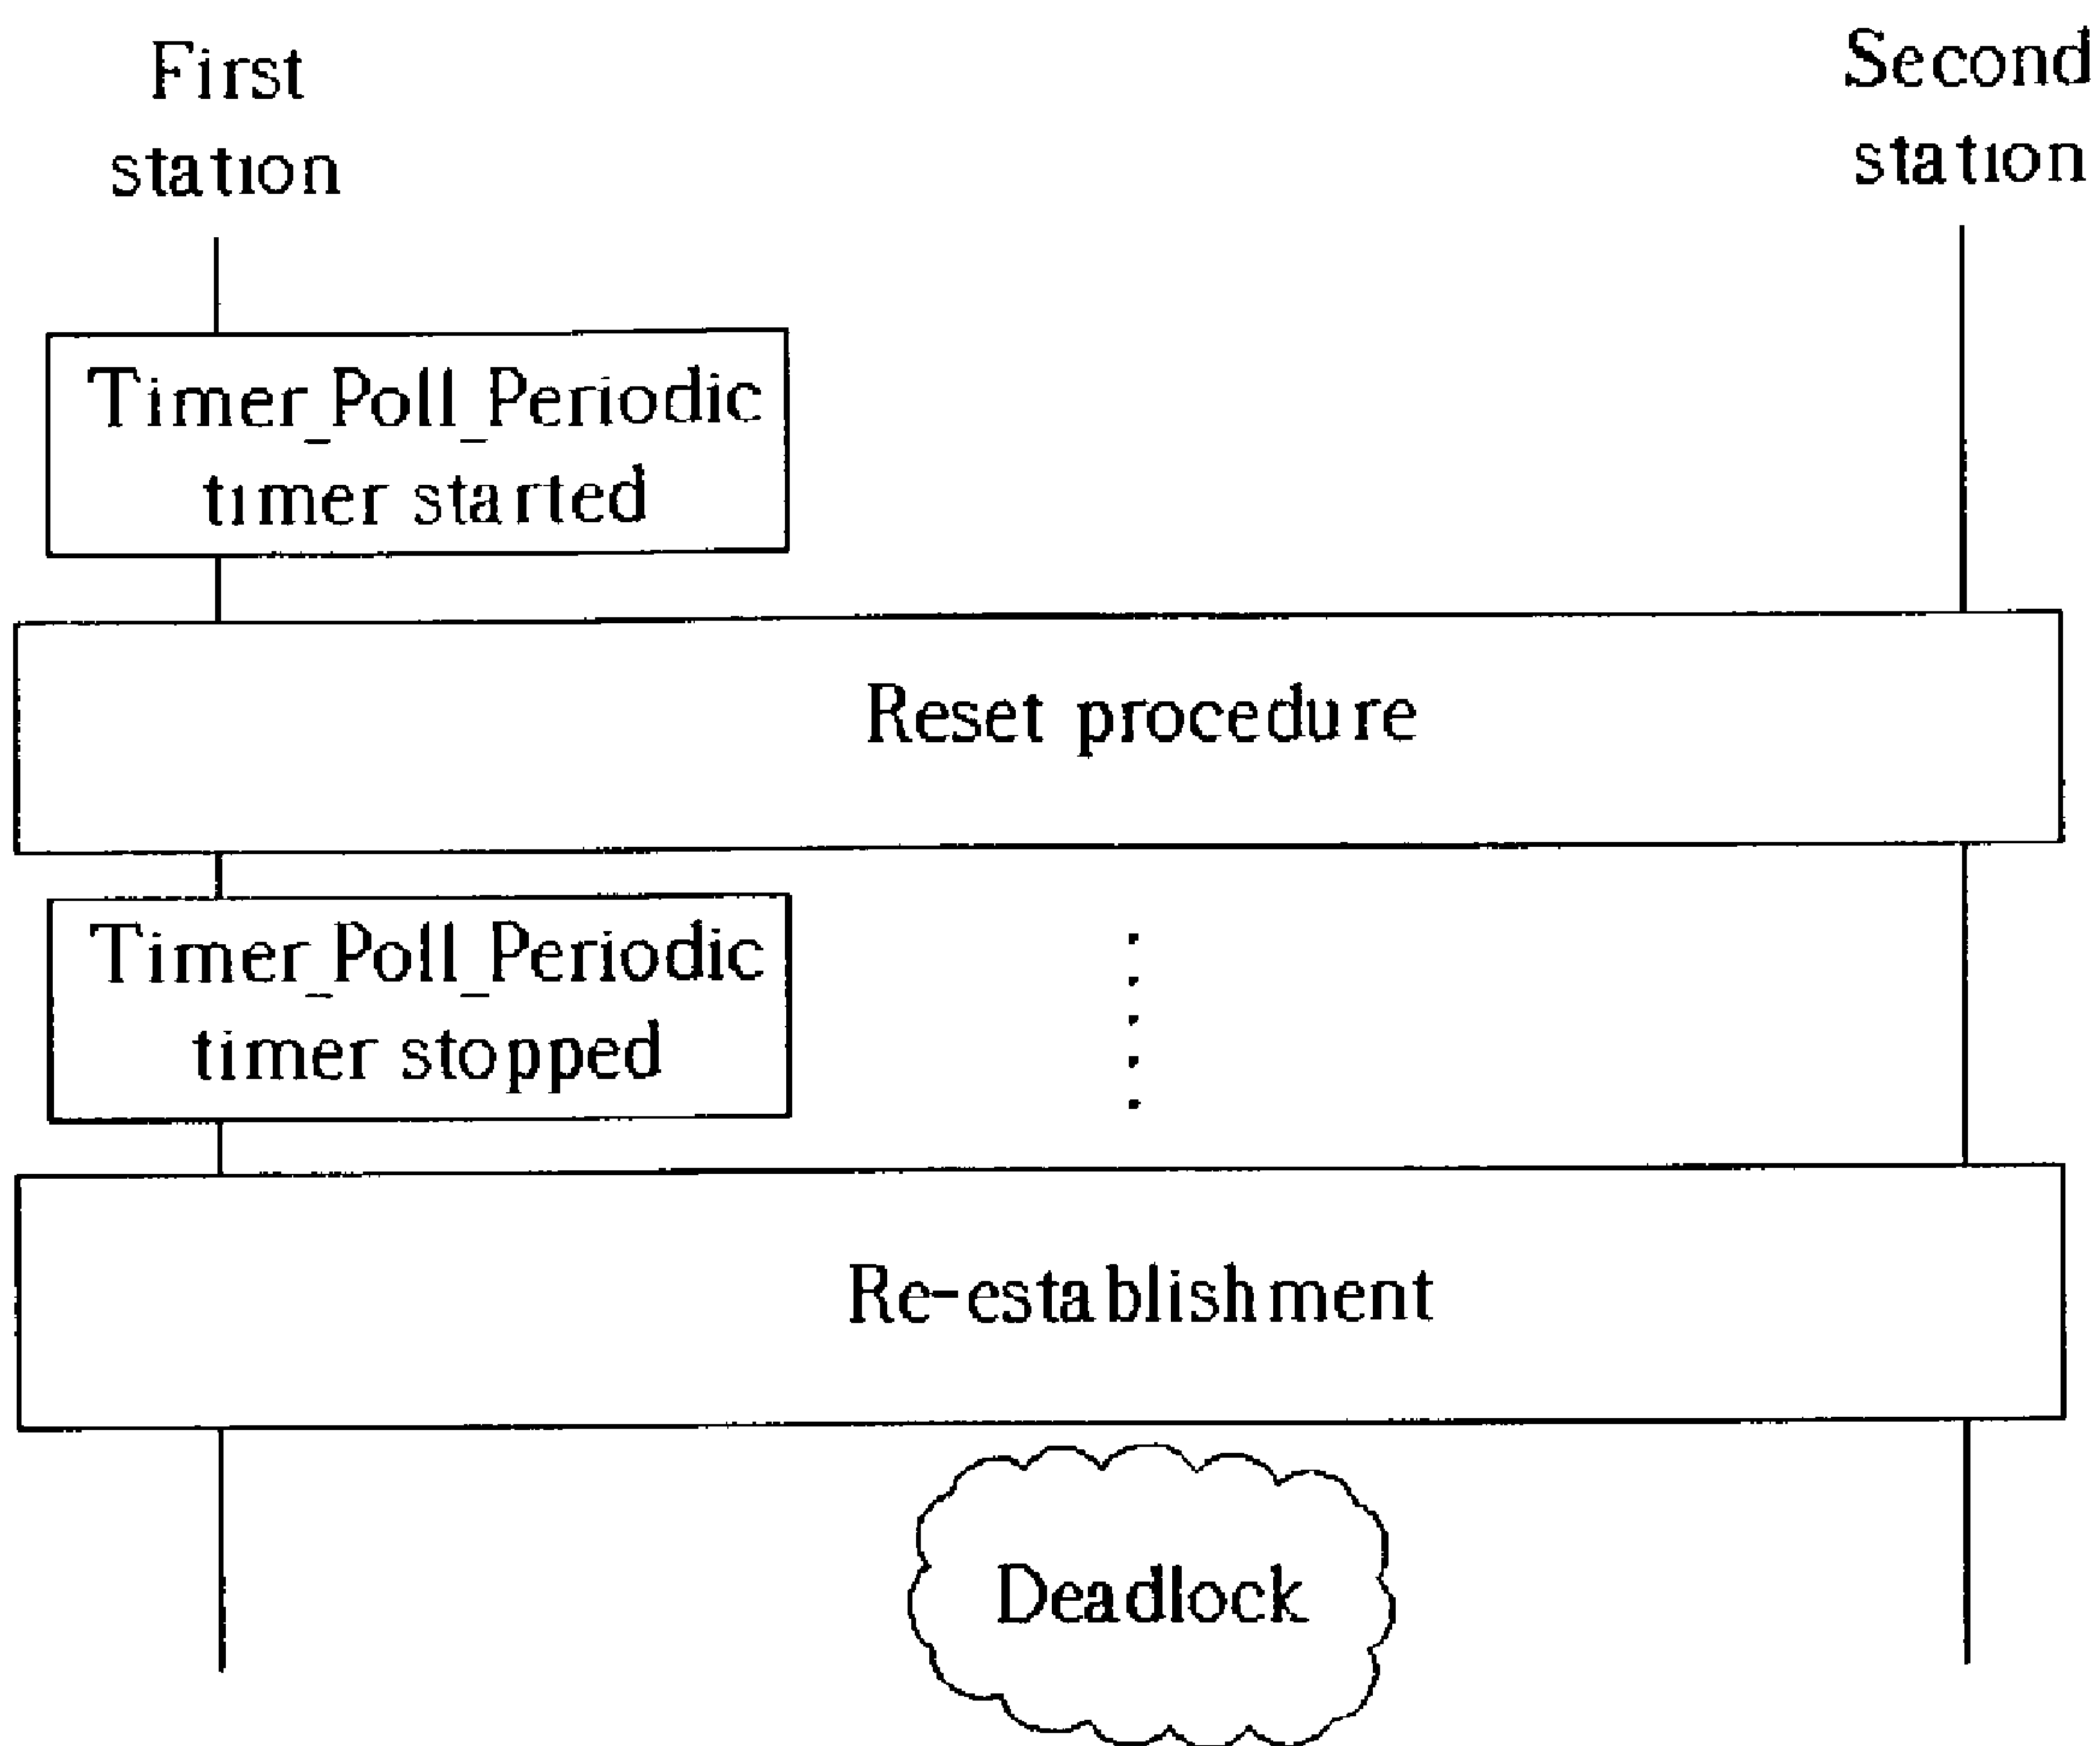 First
station
Second
station
Timer_Poll_Periodic
timer started
Reset procedure
Timer_Poll_Periodic
timer stopped
Re-establishment
Deadlock